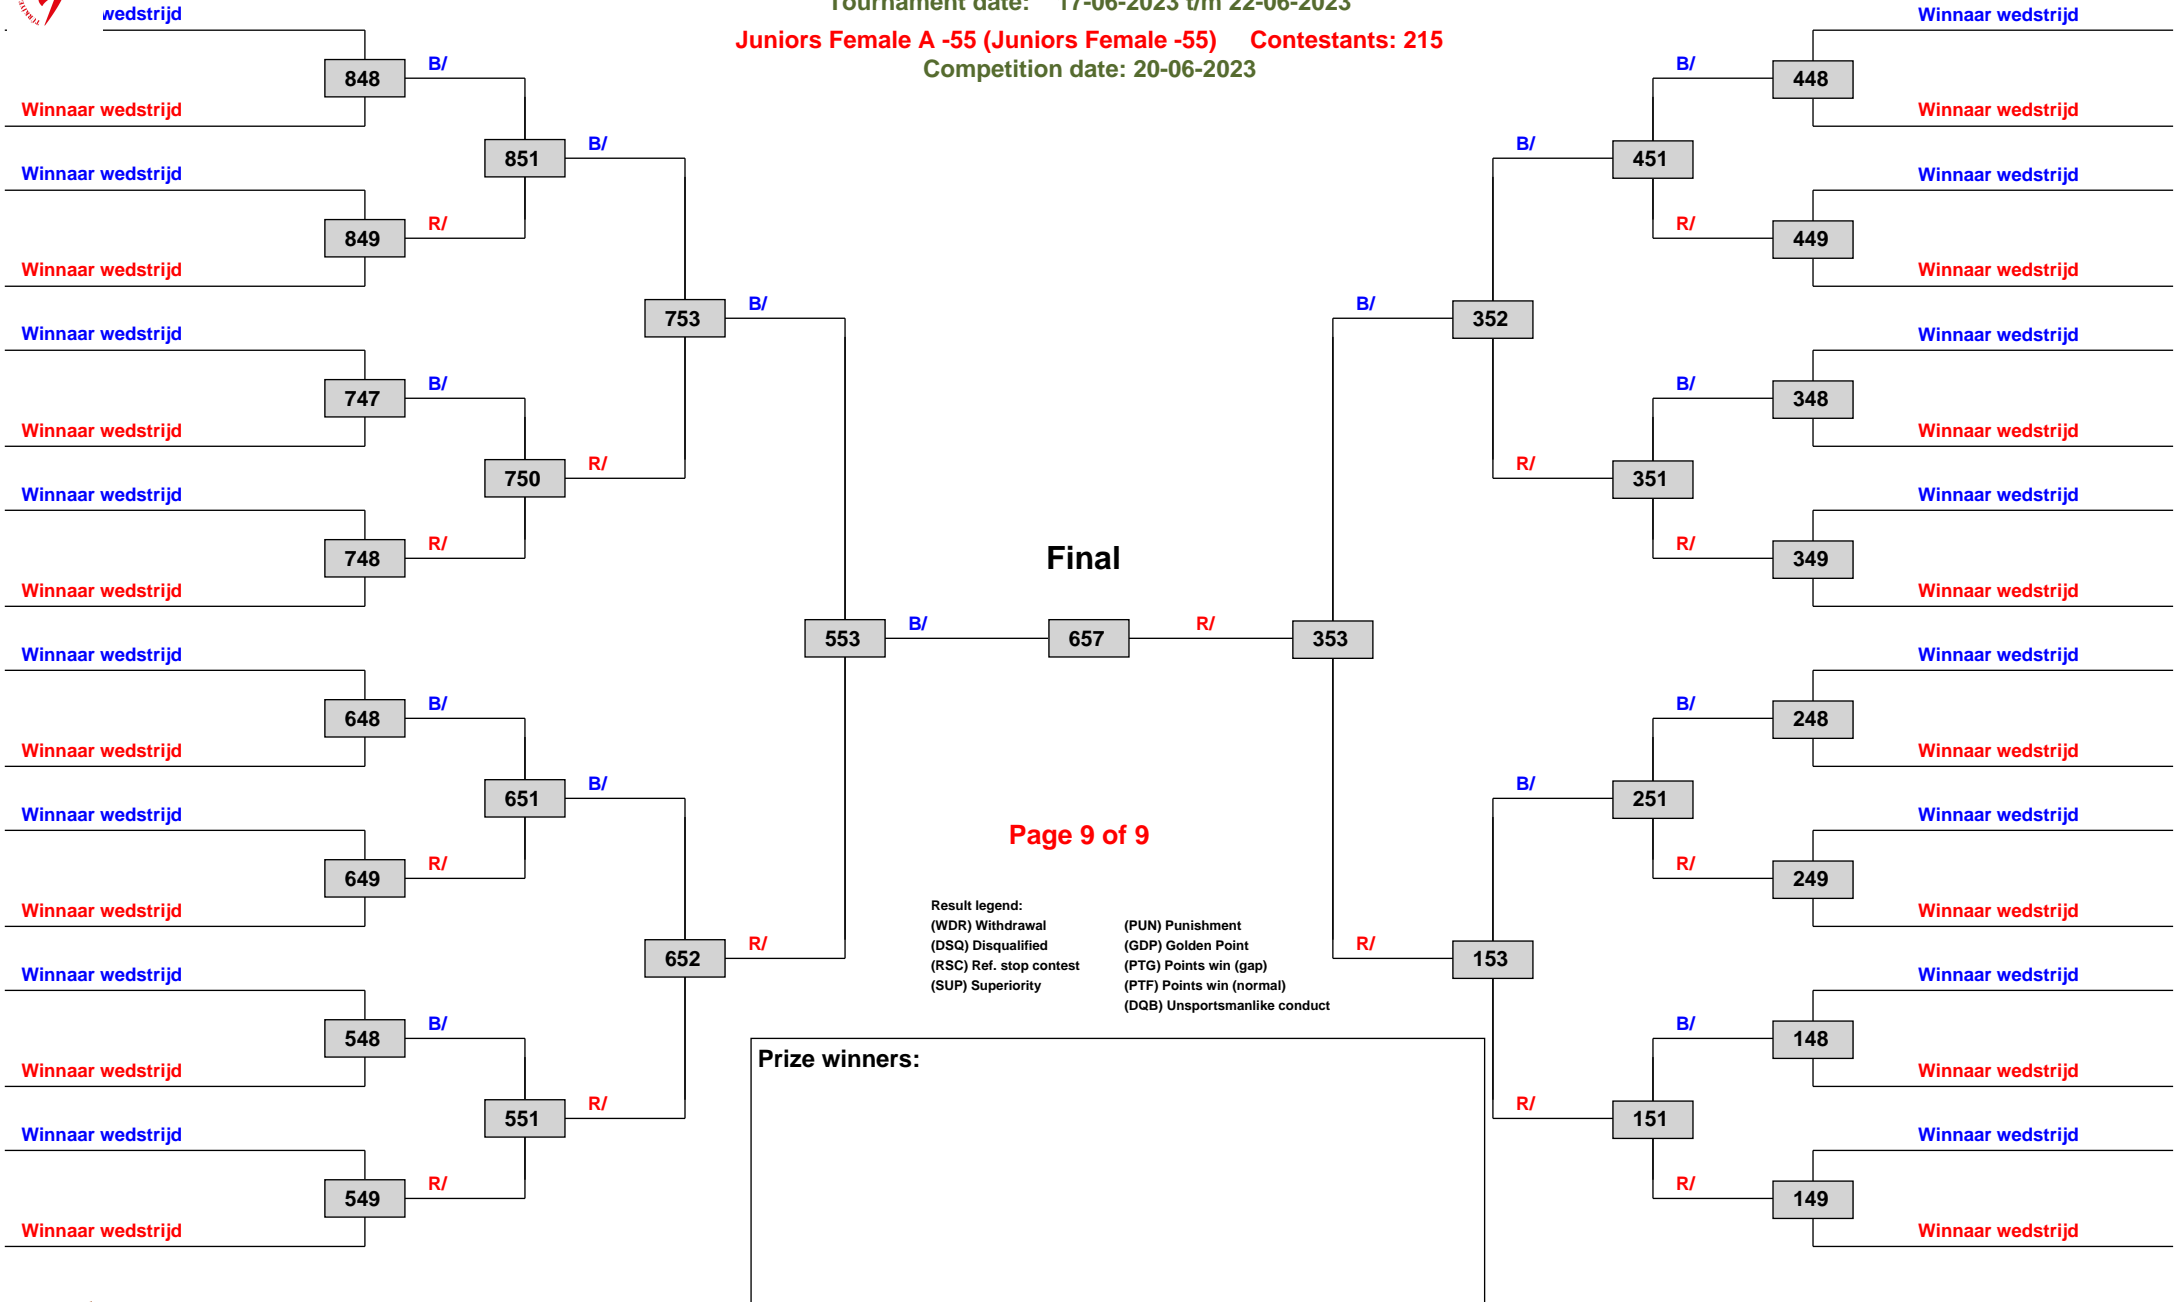 Tournament date: 17-06-2023 t/m 22-06-2023
Juniors Female A -55 (Juniors Female -55) Contestants: 215
Competition date: 20-06-2023
wedstrijd
848
B/
Winnaar wedstrijd
851
B/
Winnaar wedstrijd
849
R/
Winnaar wedstrijd
753
B/
Winnaar wedstrijd
747
B/
Winnaar wedstrijd
750
R/
Winnaar wedstrijd
748
R/
Winnaar wedstrijd
553
B/
Winnaar wedstrijd
648
B/
Winnaar wedstrijd
651
B/
Winnaar wedstrijd
649
R/
Winnaar wedstrijd
652
R/
Winnaar wedstrijd
548
B/
Winnaar wedstrijd
551
R/
Winnaar wedstrijd
549
R/
Winnaar wedstrijd
Final
657
R/
353
Page 9 of 9
Result legend:
(WDR) Withdrawal
(DSQ) Disqualified
(RSC) Ref. stop contest
(SUP) Superiority
(PUN) Punishment
(GDP) Golden Point
(PTG) Points win (gap)
(PTF) Points win (normal)
(DQB) Unsportsmanlike conduct
Prize winners:
Winnaar wedstrijd
B/
448
Winnaar wedstrijd
B/
451
Winnaar wedstrijd
R/
449
Winnaar wedstrijd
B/
352
Winnaar wedstrijd
B/
348
Winnaar wedstrijd
R/
351
Winnaar wedstrijd
R/
349
Winnaar wedstrijd
Winnaar wedstrijd
B/
248
Winnaar wedstrijd
B/
251
Winnaar wedstrijd
R/
249
Winnaar wedstrijd
R/
153
Winnaar wedstrijd
B/
148
Winnaar wedstrijd
R/
151
Winnaar wedstrijd
R/
149
Winnaar wedstrijd